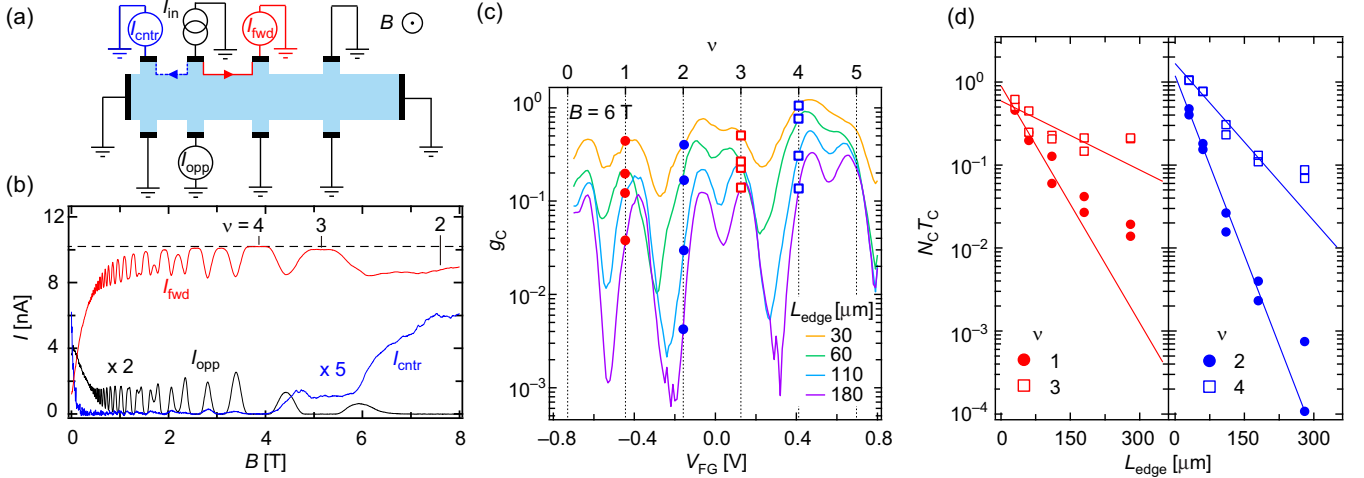 (a)
I_cntr
I_in
I_fwd
B
I_opp
(b)
I [nA]
12
8
4
0
ν = 4
3
2
I_fwd
x 2
I_opp
x 5
I_cntr
0 2 4 6 8
B [T]
(c)
ν
0 1 2 3 4 5
B = 6 T
g_C
10^0
10^-1
10^-2
10^-3
L_edge [μm]
30
60
110
180
−0.8 −0.4 0.0 0.4 0.8
V_FG [V]
(d)
N_C T_C
10^0
10^-1
10^-2
10^-3
10^-4
ν
1
3
ν
2
4
0 150 300 0 150 300
L_edge [μm]